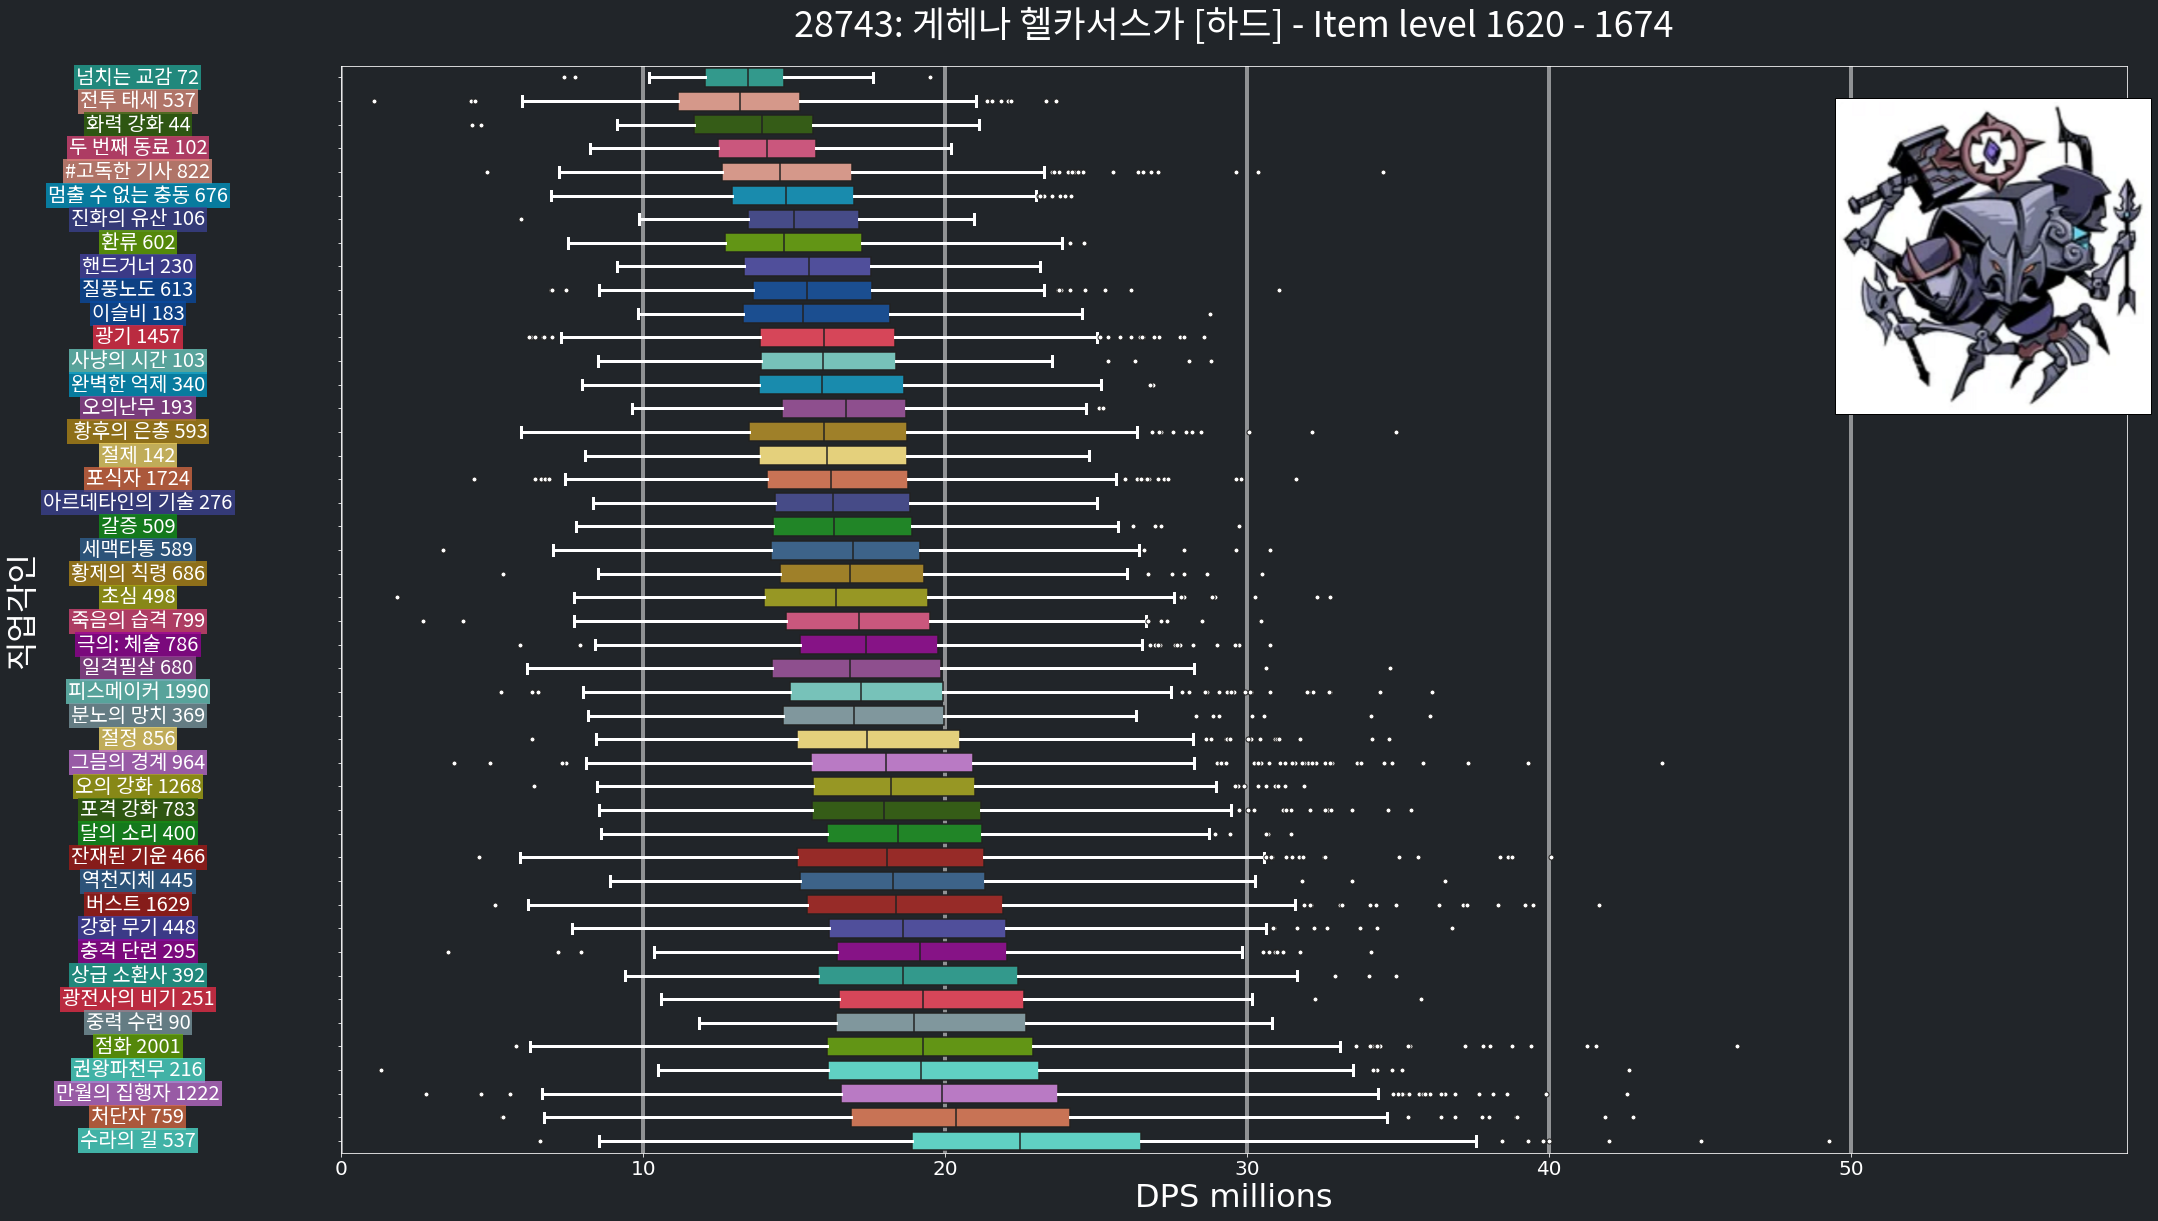 28743: 게헤나 헬카서스가 [하드] - Item level 1620 - 1674
직업각인
넘치는 교감 72
전투 태세 537
화력 강화 44
두 번째 동료 102
#고독한 기사 822
멈출 수 없는 충동 676
진화의 유산 106
환류 602
핸드거너 230
질풍노도 613
이슬비 183
광기 1457
사냥의 시간 103
완벽한 억제 340
오의난무 193
황후의 은총 593
절제 142
포식자 1724
아르데타인의 기술 276
갈증 509
세맥타통 589
황제의 칙령 686
초심 498
죽음의 습격 799
극의: 체술 786
일격필살 680
피스메이커 1990
분노의 망치 369
절정 856
그믐의 경계 964
오의 강화 1268
포격 강화 783
달의 소리 400
잔재된 기운 466
역천지체 445
버스트 1629
강화 무기 448
충격 단련 295
상급 소환사 392
광전사의 비기 251
중력 수련 90
점화 2001
권왕파천무 216
만월의 집행자 1222
처단자 759
수라의 길 537
0 10 20 30 40 50
DPS millions